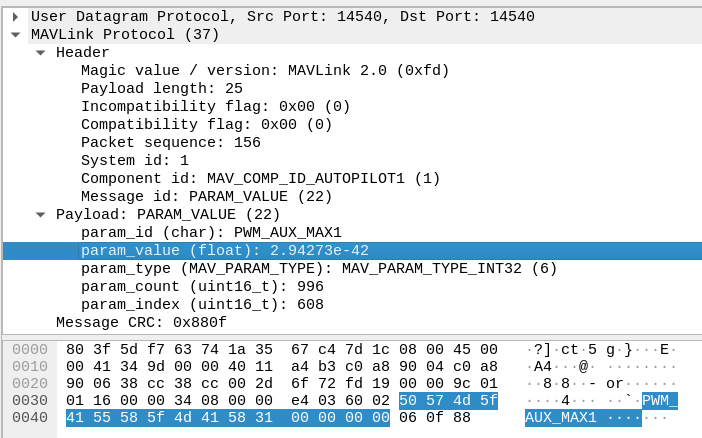 User Datagram Protocol, Src Port: 14540, Dst Port: 14540
MAVLink Protocol (37)
Header
Magic value / version: MAVLink 2.0 (0xfd)
Payload length: 25
Incompatibility flag: 0x00 (0)
Compatibility flag: 0x00 (0)
Packet sequence: 156
System id: 1
Component id: MAV_COMP_ID_AUTOPILOT1 (1)
Message id: PARAM_VALUE (22)
Payload: PARAM_VALUE (22)
param_id (char): PWM_AUX_MAX1
param_value (float): 2.94273e-42
param_type (MAV_PARAM_TYPE): MAV_PARAM_TYPE_INT32 (6)
param_count (uint16_t): 996
param_index (uint16_t): 608
Message CRC: 0x880f
0000 80 3f 5d f7 63 74 1a 35 67 c4 7d 1c 08 00 45 00 ·?]·ct·5 g·}···E·
0010 00 41 34 9d 00 00 40 11 a4 b3 c0 a8 90 04 c0 a8 ·A4···@· ········
0020 90 06 38 cc 38 cc 00 2d 6f 72 fd 19 00 00 9c 01 ··8·8··- or······
0030 01 16 00 00 34 08 00 00 e4 03 60 02 50 57 4d 5f ····4··· ··`·PWM_
0040 41 55 58 5f 4d 41 58 31 00 00 00 00 06 0f 88 AUX_MAX1 ·······